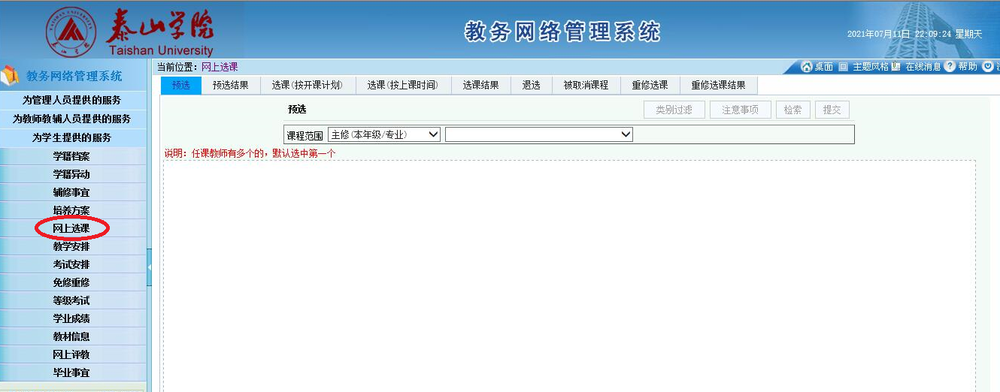 泰山学院
Taishan University
教务网络管理系统
2021年07月11日 22:09:24 星期天
教务网络管理系统
当前位置：网上选课
桌面 主题风格 在线消息 帮助
为管理人员提供的服务
为教师教辅人员提供的服务
为学生提供的服务
学籍档案
学籍异动
辅修事宜
培养方案
网上选课
教学安排
考试安排
免修重修
等级考试
学业成绩
教材信息
网上评教
毕业事宜
预选 预选结果 选课(按开课计划) 选课(按上课时间) 选课结果 退选 被取消课程 重修选课 重修选课结果
预选 类别过滤 注意事项 检索 提交
课程范围 主修(本年级/专业)
说明：任课教师有多个的，默认选中第一个